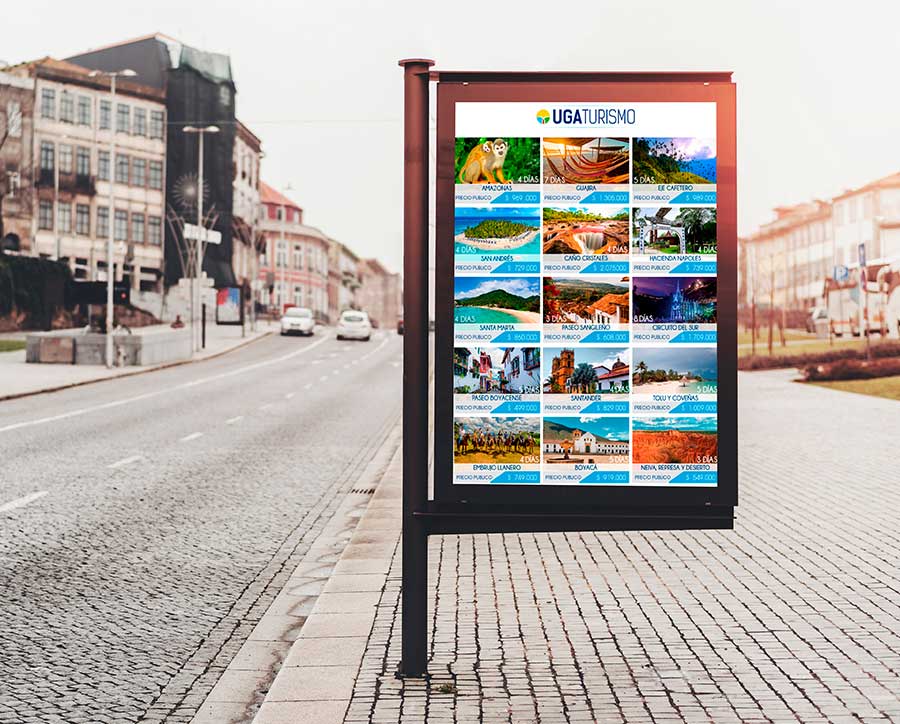 UGATURISMO
4 DÍAS
AMAZONAS
PRECIO PUBLICO $ 969.000
7 DÍAS
GUAJIRA
PRECIO PUBLICO $ 1.305.000
5 DÍAS
EJE CAFETERO
PRECIO PUBLICO $ 989.000
4 DÍAS
SAN ANDRÉS
PRECIO PUBLICO $ 729.000
4 DÍAS
CAÑO CRISTALES
PRECIO PUBLICO $ 2.075.000
4 DÍAS
HACIENDA NAPOLES
PRECIO PUBLICO $ 739.000
4 DÍAS
SANTA MARTA
PRECIO PUBLICO $ 850.000
3 DÍAS
PASEO SANGILEÑO
PRECIO PUBLICO $ 608.000
8 DÍAS
CIRCUITO DEL SUR
PRECIO PUBLICO $ 1.709.000
DÍAS
PASEO BOYACENSE
PRECIO PUBLICO $ 499.000
4 DÍAS
SANTANDER
PRECIO PUBLICO $ 829.000
5 DÍAS
TOLU Y COVEÑAS
PRECIO PUBLICO $ 1.009.000
4 DÍAS
EMBRUJO LLANERO
PRECIO PUBLICO $ 749.000
5 DÍAS
BOYACÁ
PRECIO PUBLICO $ 919.000
3 DÍAS
NEIVA, REPRESA Y DESIERTO
PRECIO PUBLICO $ 549.000